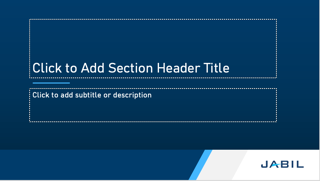 Click to Add Section Header Title
Click to add subtitle or description
JABIL